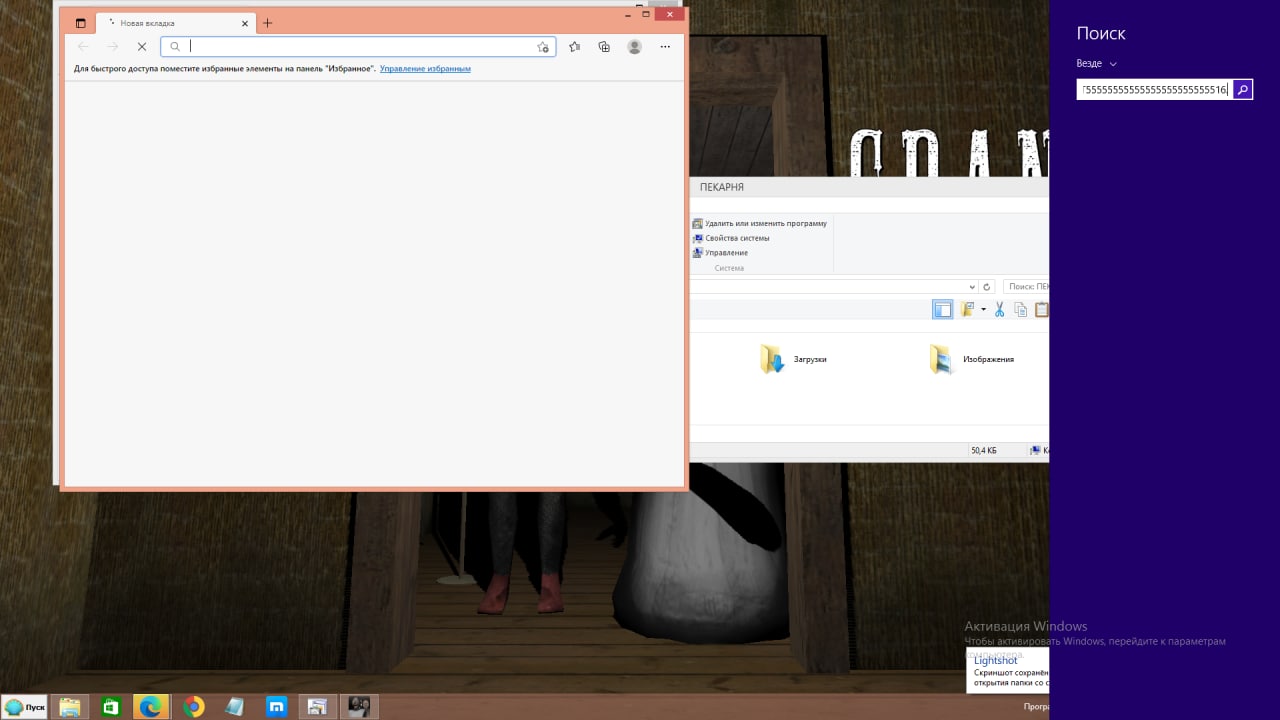 Новая вкладка
Для быстрого доступа поместите избранные элементы на панель "Избранное". Управление избранным
ПЕКАРНЯ
Удалить или изменить программу
Свойства системы
Управление
Система
Поиск: ПЕК
Загрузки
Изображения
50,4 КБ
Поиск
Везде
Активация Windows
Чтобы активировать Windows, перейдите к параметрам
компьютера.
Lightshot
Скриншот сохранён
открытия папки со с
Пуск
Програ